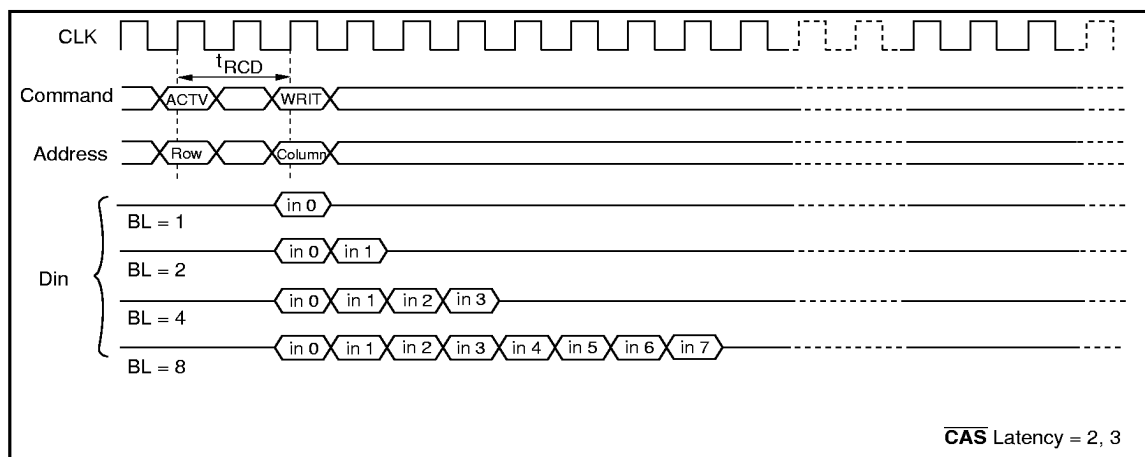 CLK
tRCD
Command ACTV WRIT
Address Row Column
in 0
BL = 1
in 0 in 1
BL = 2
Din
in 0 in 1 in 2 in 3
BL = 4
in 0 in 1 in 2 in 3 in 4 in 5 in 6 in 7
BL = 8
CAS Latency = 2, 3